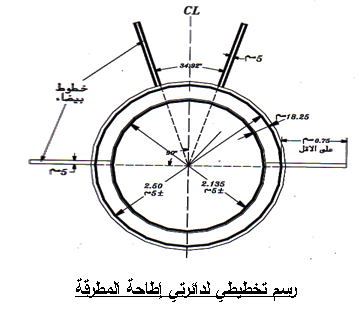 CL
34.92°
~5
خطوط
بيضاء
~18.25
90°
~0.75
على الاقل
~5
2.50
~5±
2.135
~5±
رسم تخطيطي لدائرتي إطاحة المطرقة